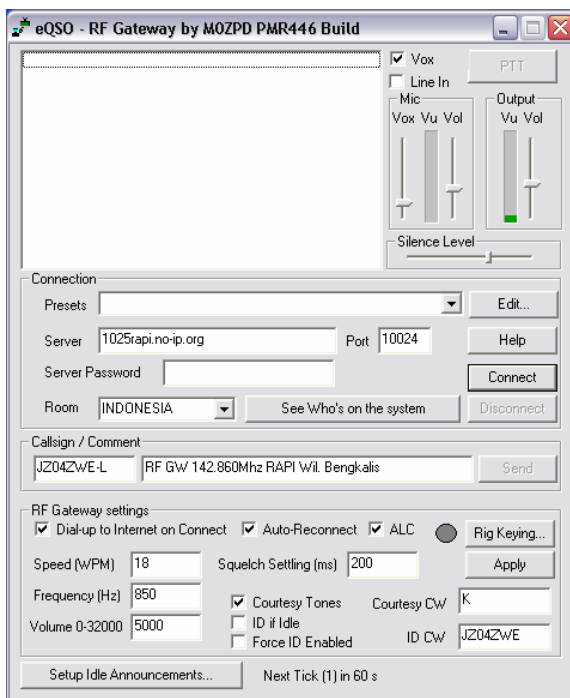 eQSO - RF Gateway by M0ZPD PMR446 Build
Vox
PTT
Line In
Mic
Output
Vox Vu Vol
Vu Vol
Silence Level
Connection
Presets
Edit...
Server 1025rapi.no-ip.org Port 10024 Help
Server Password
Connect
Room INDONESIA See Who's on the system Disconnect
Callsign / Comment
JZ04ZWE-L RF GW 142.860Mhz RAPI Wil. Bengkalis Send
RF Gateway settings
Dial-up to Internet on Connect Auto-Reconnect ALC Rig Keying...
Speed (WPM) 18 Squelch Settling (ms) 200 Apply
Frequency (Hz) 850 Courtesy Tones Courtesy CW K
Volume 0-32000 5000 ID if Idle
Force ID Enabled ID CW JZ04ZWE
Setup Idle Announcements... Next Tick (1) in 60 s